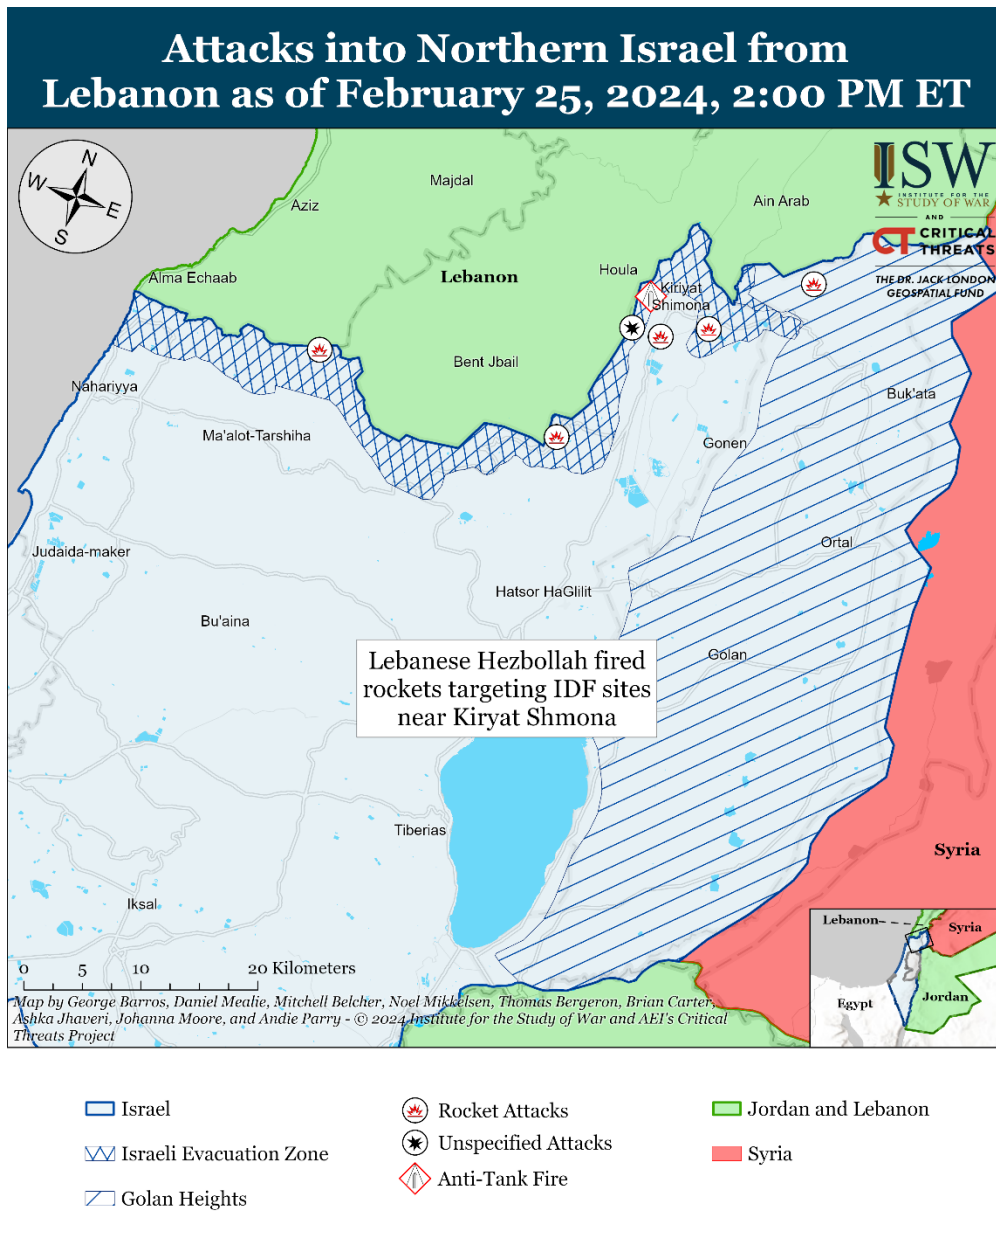 Attacks into Northern Israel from
Lebanon as of February 25, 2024, 2:00 PM ET
N
W
E
S
ISW
INSTITUTE FOR THE
STUDY OF WAR
AND
CT CRITICAL
THREATS
THE DR. JACK LONDON
GEOSPATIAL FUND
Majdal
Aziz
Ain Arab
Alma Echaab
Lebanon
Houla
Kiriyat
Shimona
Bent Jbail
Nahariyya
Buk'ata
Ma'alot-Tarshiha
Gonen
Judaida-maker
Ortal
Hatsor HaGlilit
Bu'aina
Golan
Lebanese Hezbollah fired
rockets targeting IDF sites
near Kiryat Shmona
Tiberias
Syria
Iksal
0 5 10 20 Kilometers
Map by George Barros, Daniel Mealie, Mitchell Belcher, Noel Mikkelsen, Thomas Bergeron, Brian Carter,
Ashka Jhaveri, Johanna Moore, and Andie Parry - © 2024 Institute for the Study of War and AEI's Critical
Threats Project
Lebanon
Syria
Egypt
Jordan
Israel
Israeli Evacuation Zone
Golan Heights
Rocket Attacks
Unspecified Attacks
Anti-Tank Fire
Jordan and Lebanon
Syria